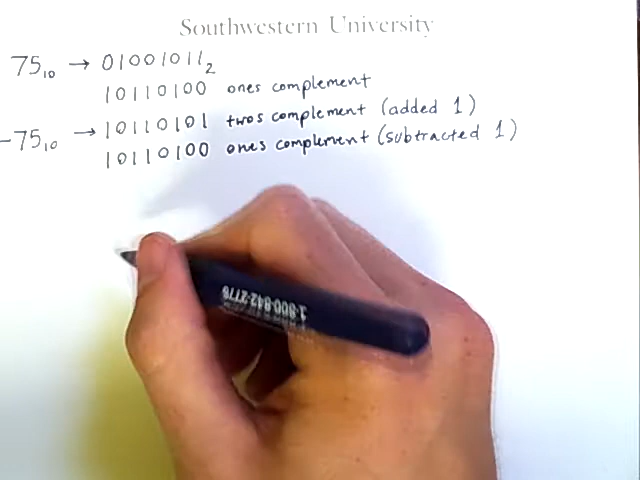 Southwestern University
75₁₀ → 01001011₂
10110100 ones complement
-75₁₀ → 10110101 twos complement (added 1)
10110100 ones complement (subtracted 1)
1-800-842-2776